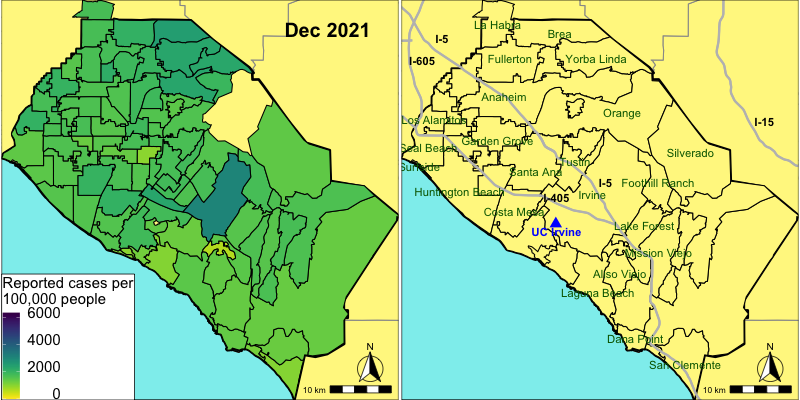 Dec 2021
Reported cases per
100,000 people
6000
4000
2000
0
N
10 km
La Habra
Brea
I-5
I-605
Fullerton
Yorba Linda
Anaheim
Orange
Los Alamitos
I-15
Garden Grove
Seal Beach
Silverado
Tustin
Sunside
Santa Ana
I-5
Foothill Ranch
Huntington Beach
Irvine
I-405
Costa Mesa
Lake Forest
UC Irvine
Mission Viejo
Aliso Viejo
Laguna Beach
Dana Point
San Clemente
N
10 km